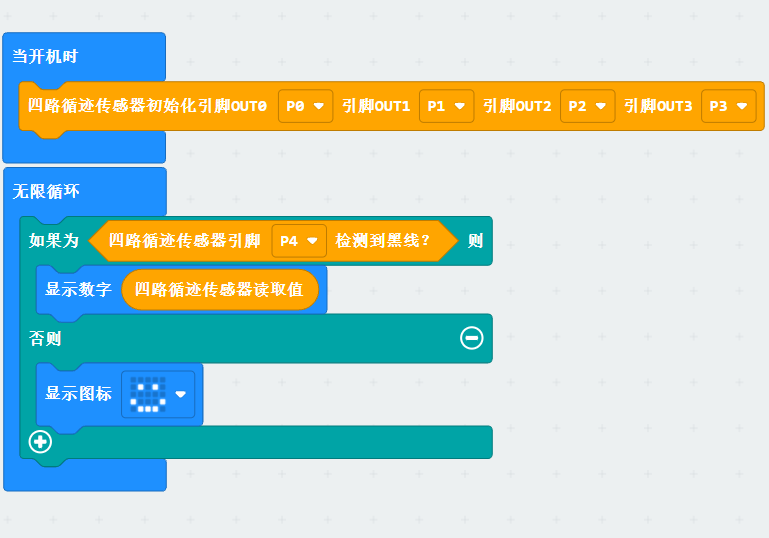 当开机时
四路循迹传感器初始化引脚OUT0 P0 引脚OUT1 P1 引脚OUT2 P2 引脚OUT3 P3
无限循环
如果为 四路循迹传感器引脚 P4 检测到黑线? 则
显示数字 四路循迹传感器读取值
否则
显示图标